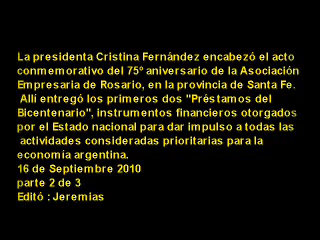 La presidenta Cristina Fernández encabezó el acto
conmemorativo del 75º aniversario de la Asociación
Empresaria de Rosario, en la provincia de Santa Fe.
Allí entregó los primeros dos "Préstamos del
Bicentenario", instrumentos financieros otorgados
por el Estado nacional para dar impulso a todas las
actividades consideradas prioritarias para la
economía argentina.
16 de Septiembre 2010
parte 2 de 3
Editó : Jeremias